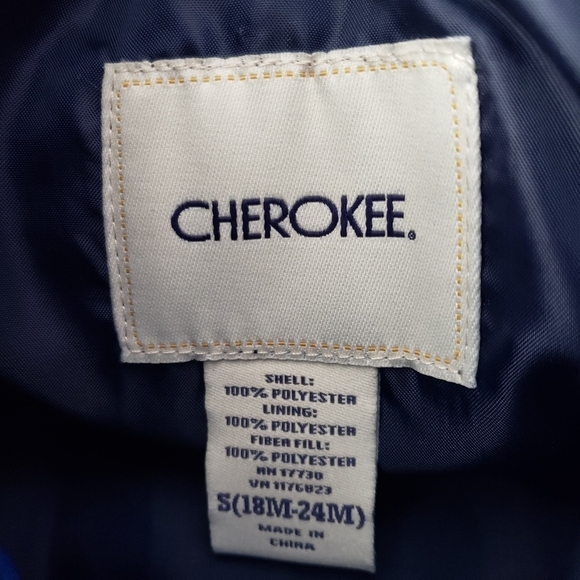 CHEROKEE®
SHELL:
100% POLYESTER
LINING:
100% POLYESTER
FIBER FILL:
100% POLYESTER
RN 17730
VN 1176823
S(18M-24M)
MADE IN
CHINA